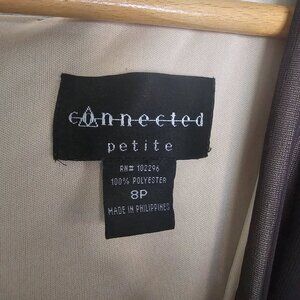 connected
petite
RN# 102296
100% POLYESTER
8P
MADE IN PHILIPPINES